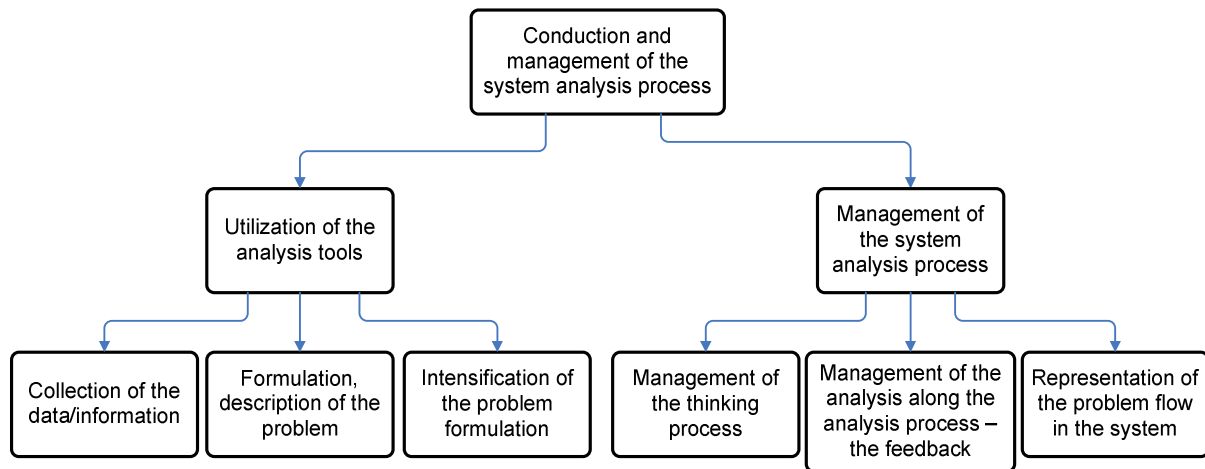 Conduction and
management of the
system analysis process
Utilization of the
analysis tools
Management of
the system
analysis process
Collection of the
data/information
Formulation,
description of the
problem
Intensification of
the problem
formulation
Management of
the thinking
process
Management of the
analysis along the
analysis process –
the feedback
Representation of
the problem flow
in the system